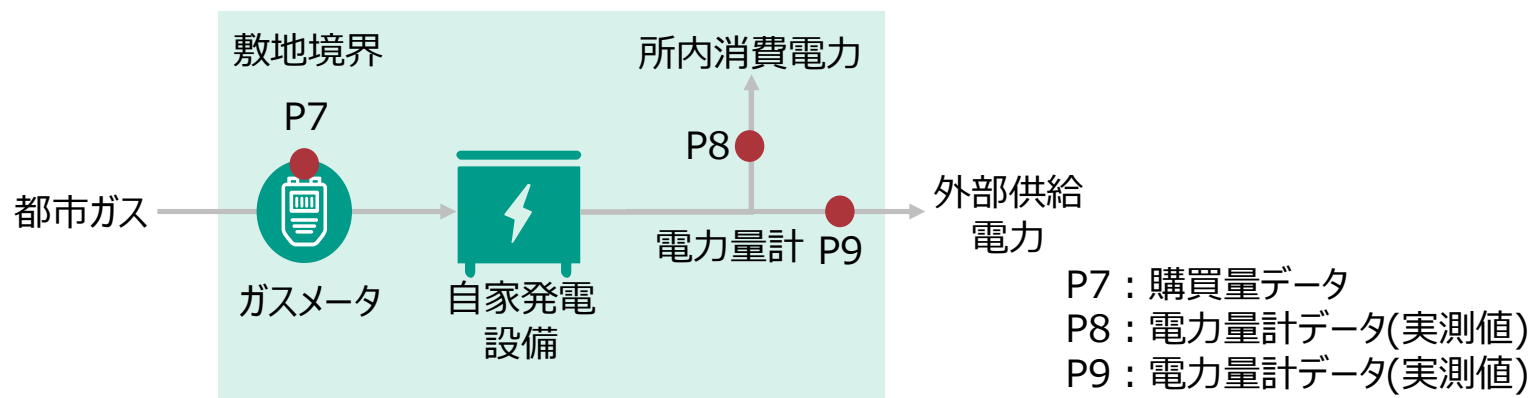 敷地境界
所内消費電力
P7
P8
都市ガス
外部供給
電力
電力量計
P9
ガスメータ
自家発電
設備
P7：購買量データ
P8：電力量計データ(実測値)
P9：電力量計データ(実測値)